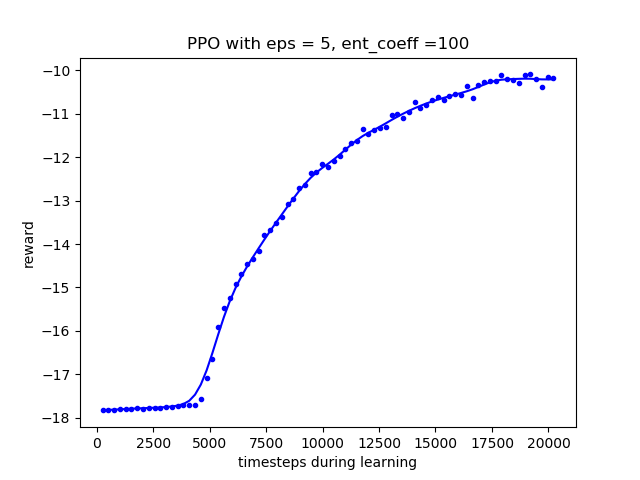 PPO with eps = 5, ent_coeff =100
−10
−11
−12
−13
−14
−15
−16
−17
−18
reward
0 2500 5000 7500 10000 12500 15000 17500 20000
timesteps during learning